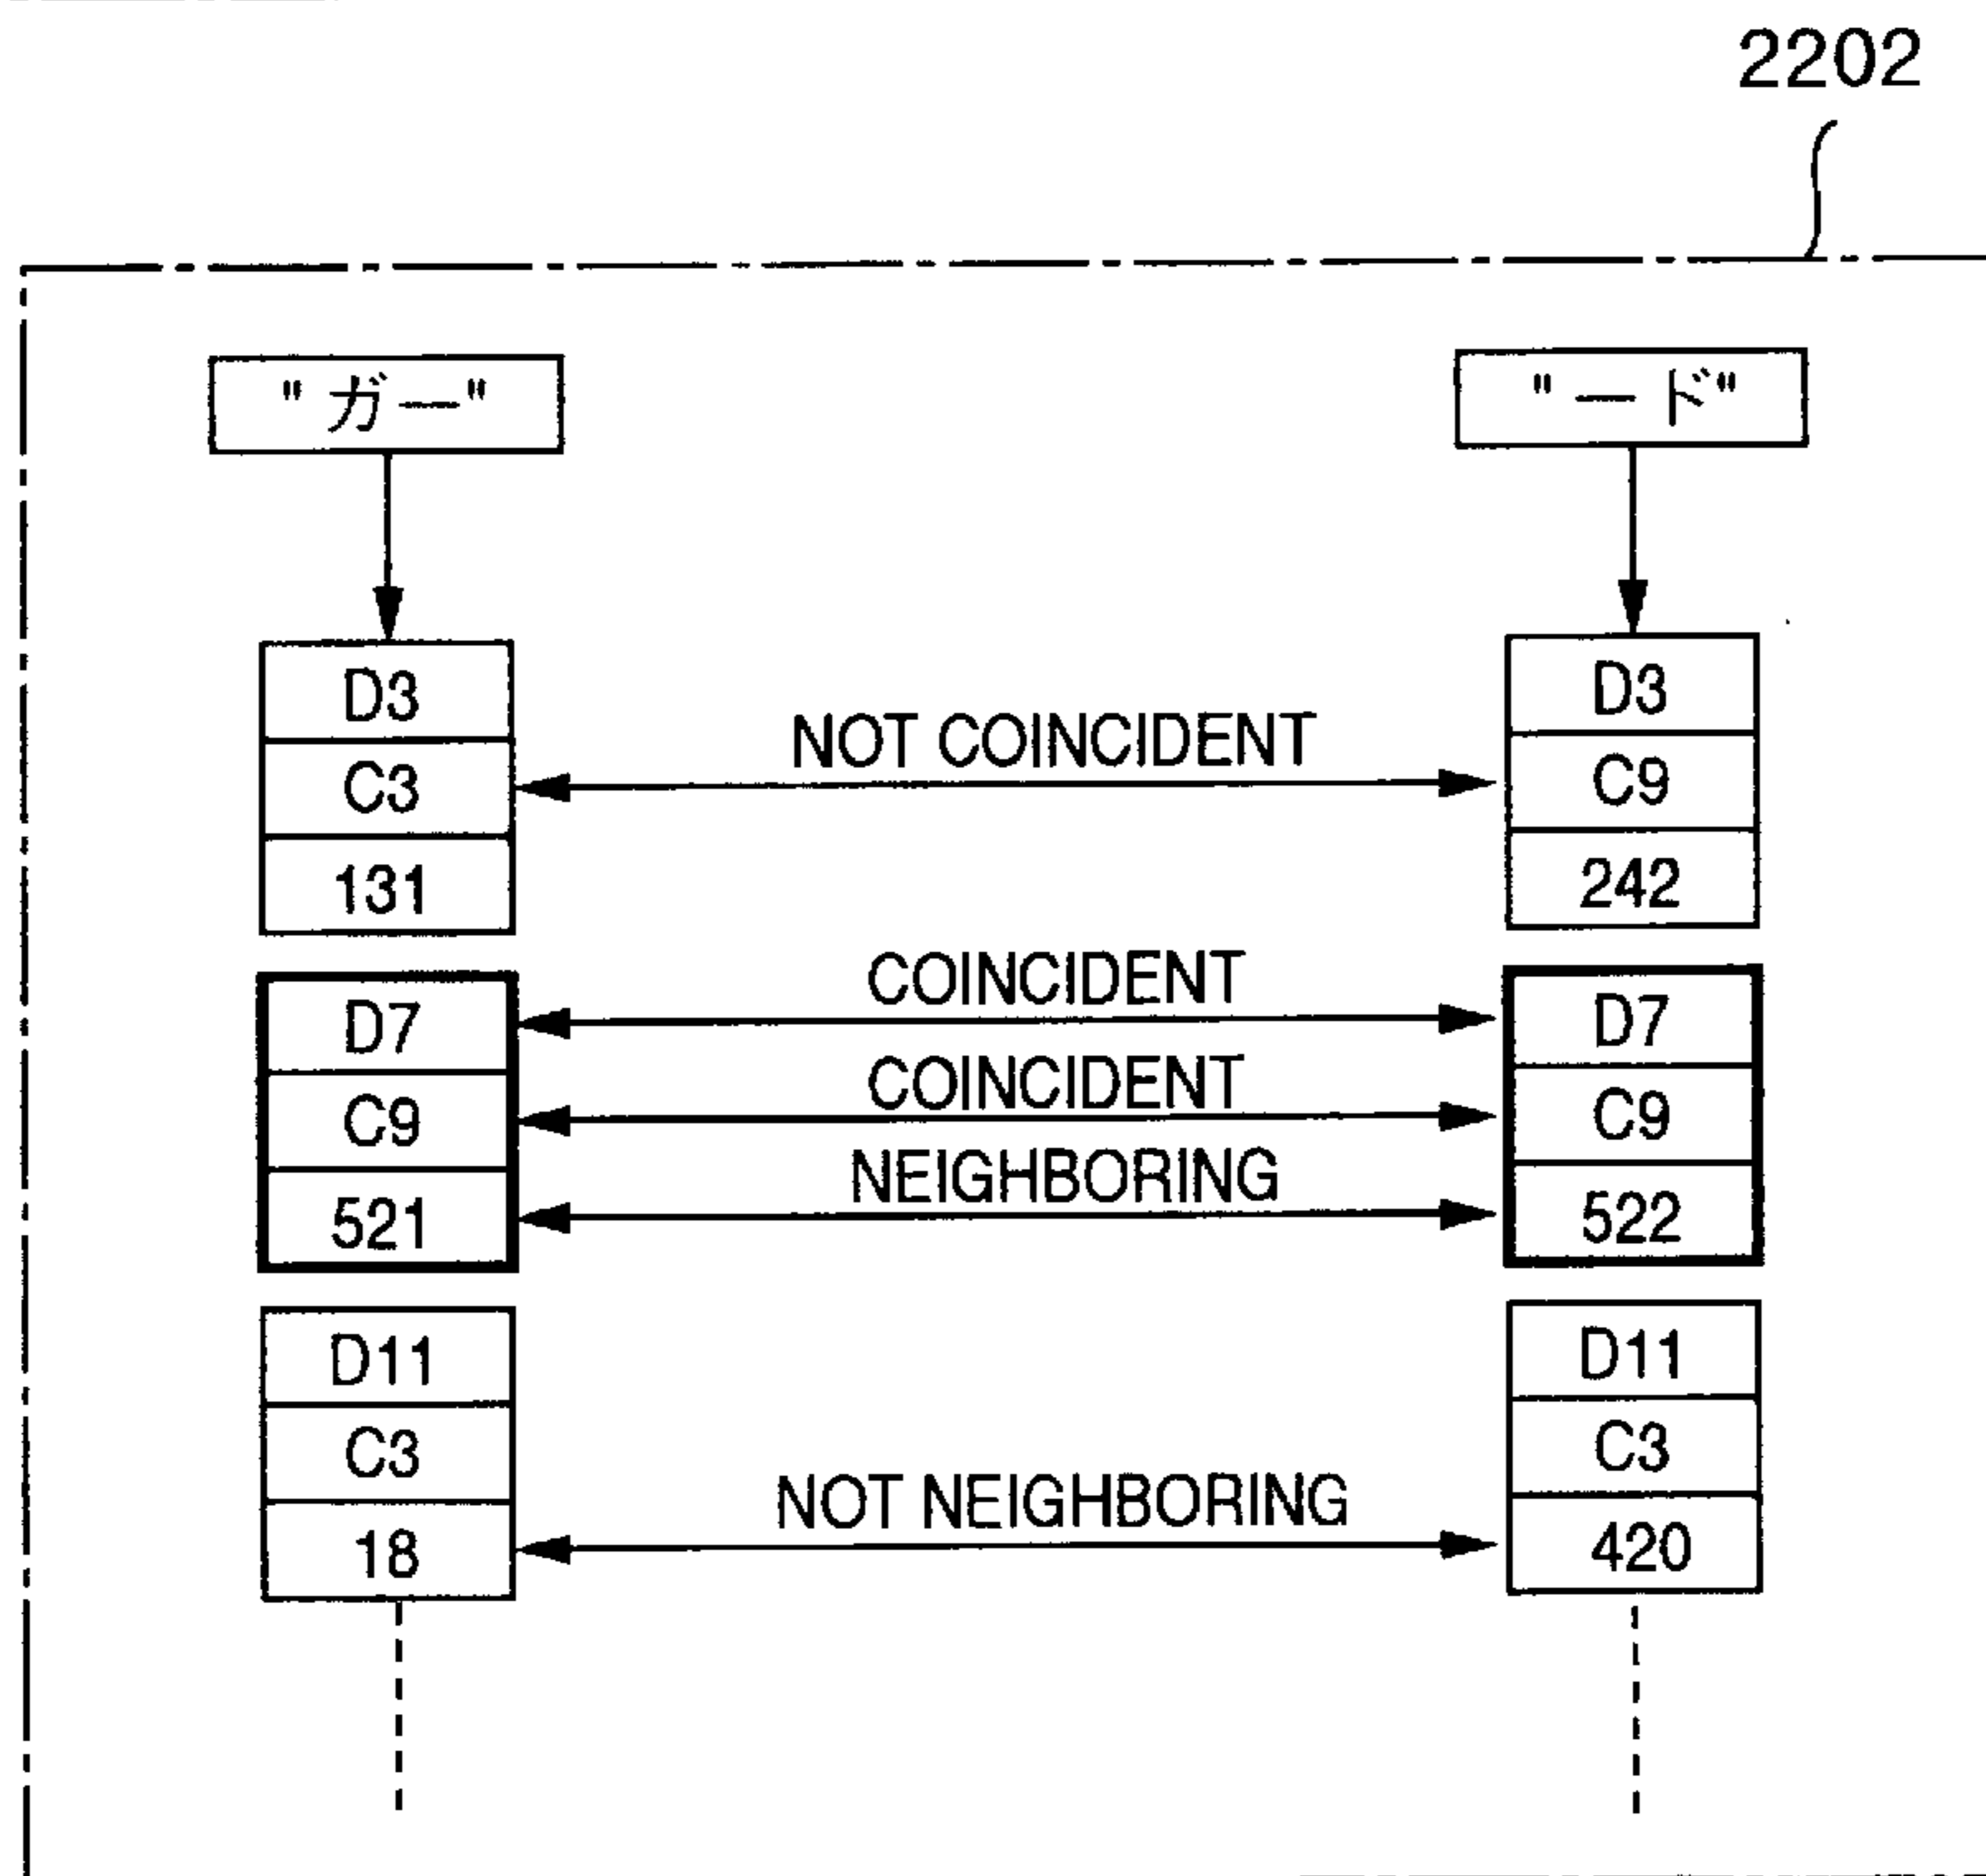 2202
"ガー" "ード"
D3 D3
NOT COINCIDENT
C3 C9
131 242
COINCIDENT
D7 D7
COINCIDENT
C9 C9
NEIGHBORING
521 522
D11 D11
C3 C3
NOT NEIGHBORING
18 420